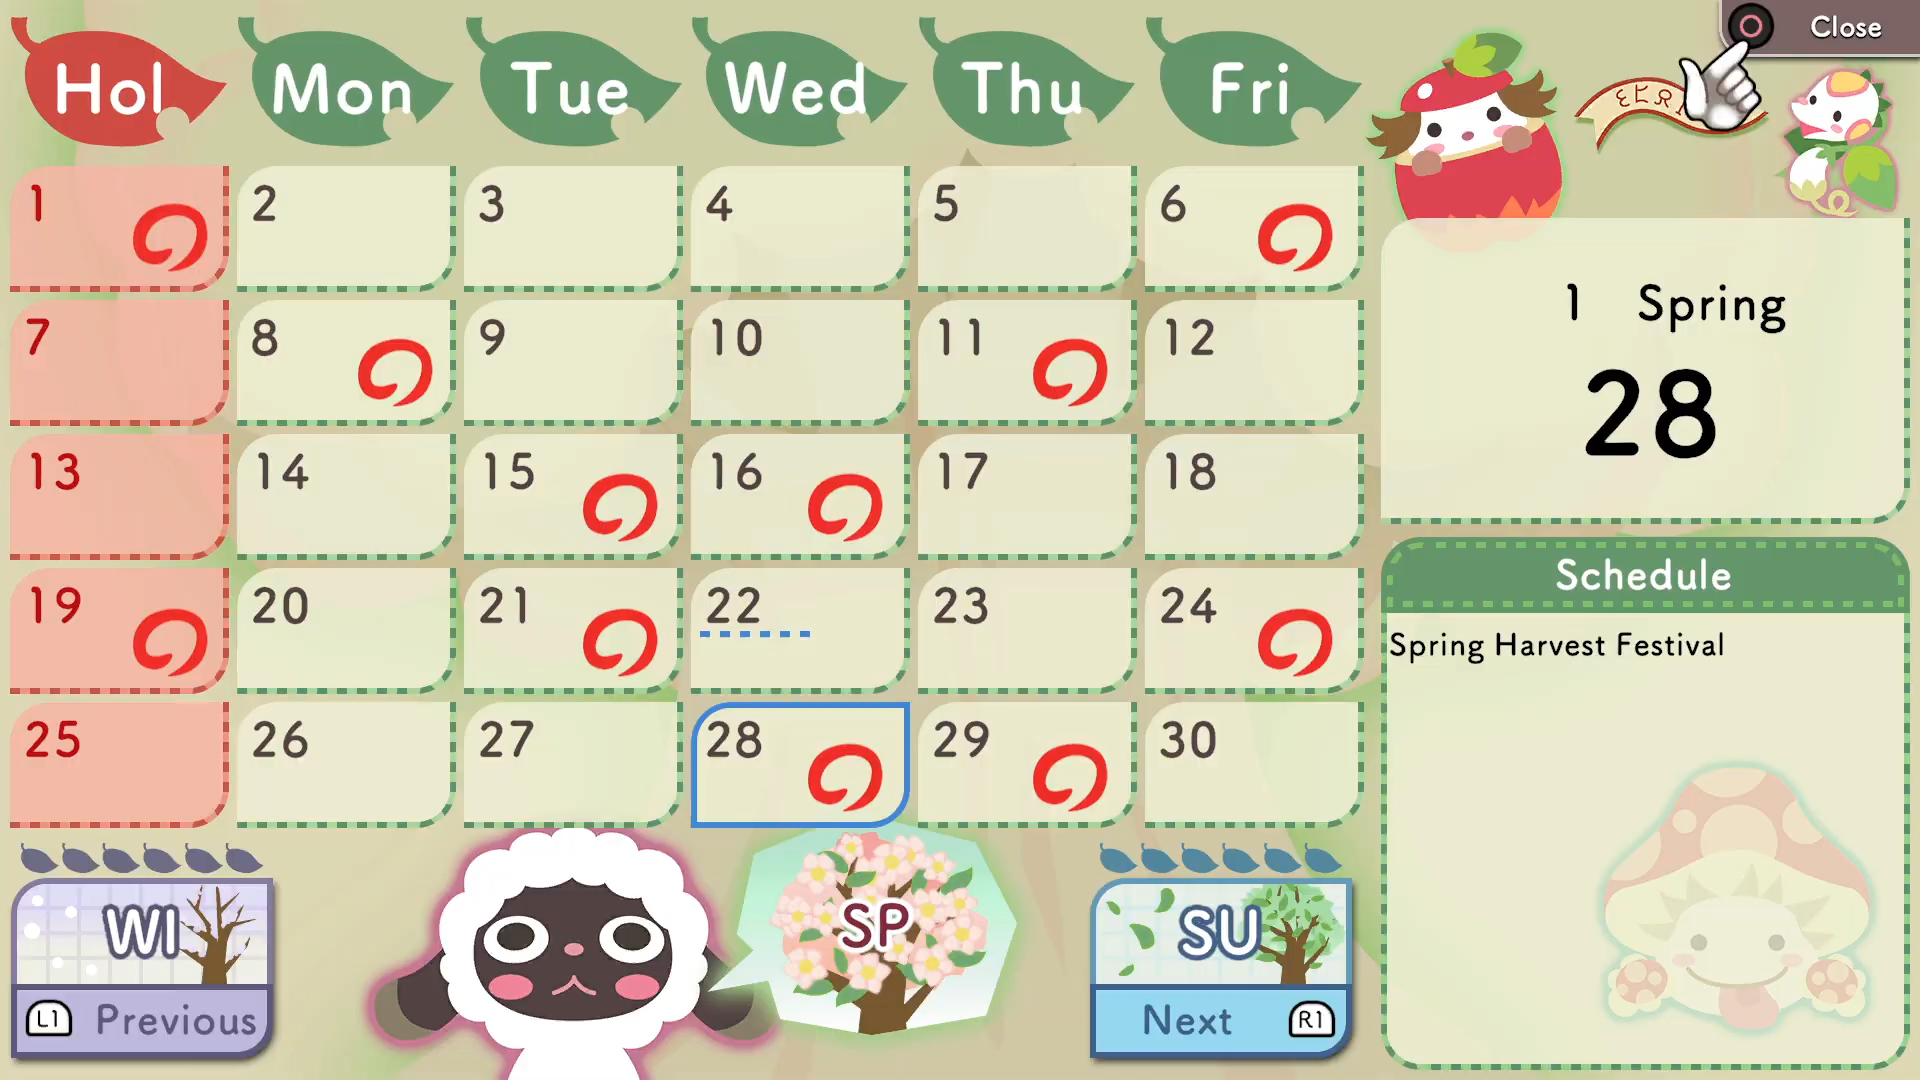 Hol Mon Tue Wed Thu Fri
Close
1 2 3 4 5 6
7 8 9 10 11 12
13 14 15 16 17 18
19 20 21 22 23 24
25 26 27 28 29 30
1 Spring
28
Schedule
Spring Harvest Festival
WI
L1 Previous
SP
SU
Next R1